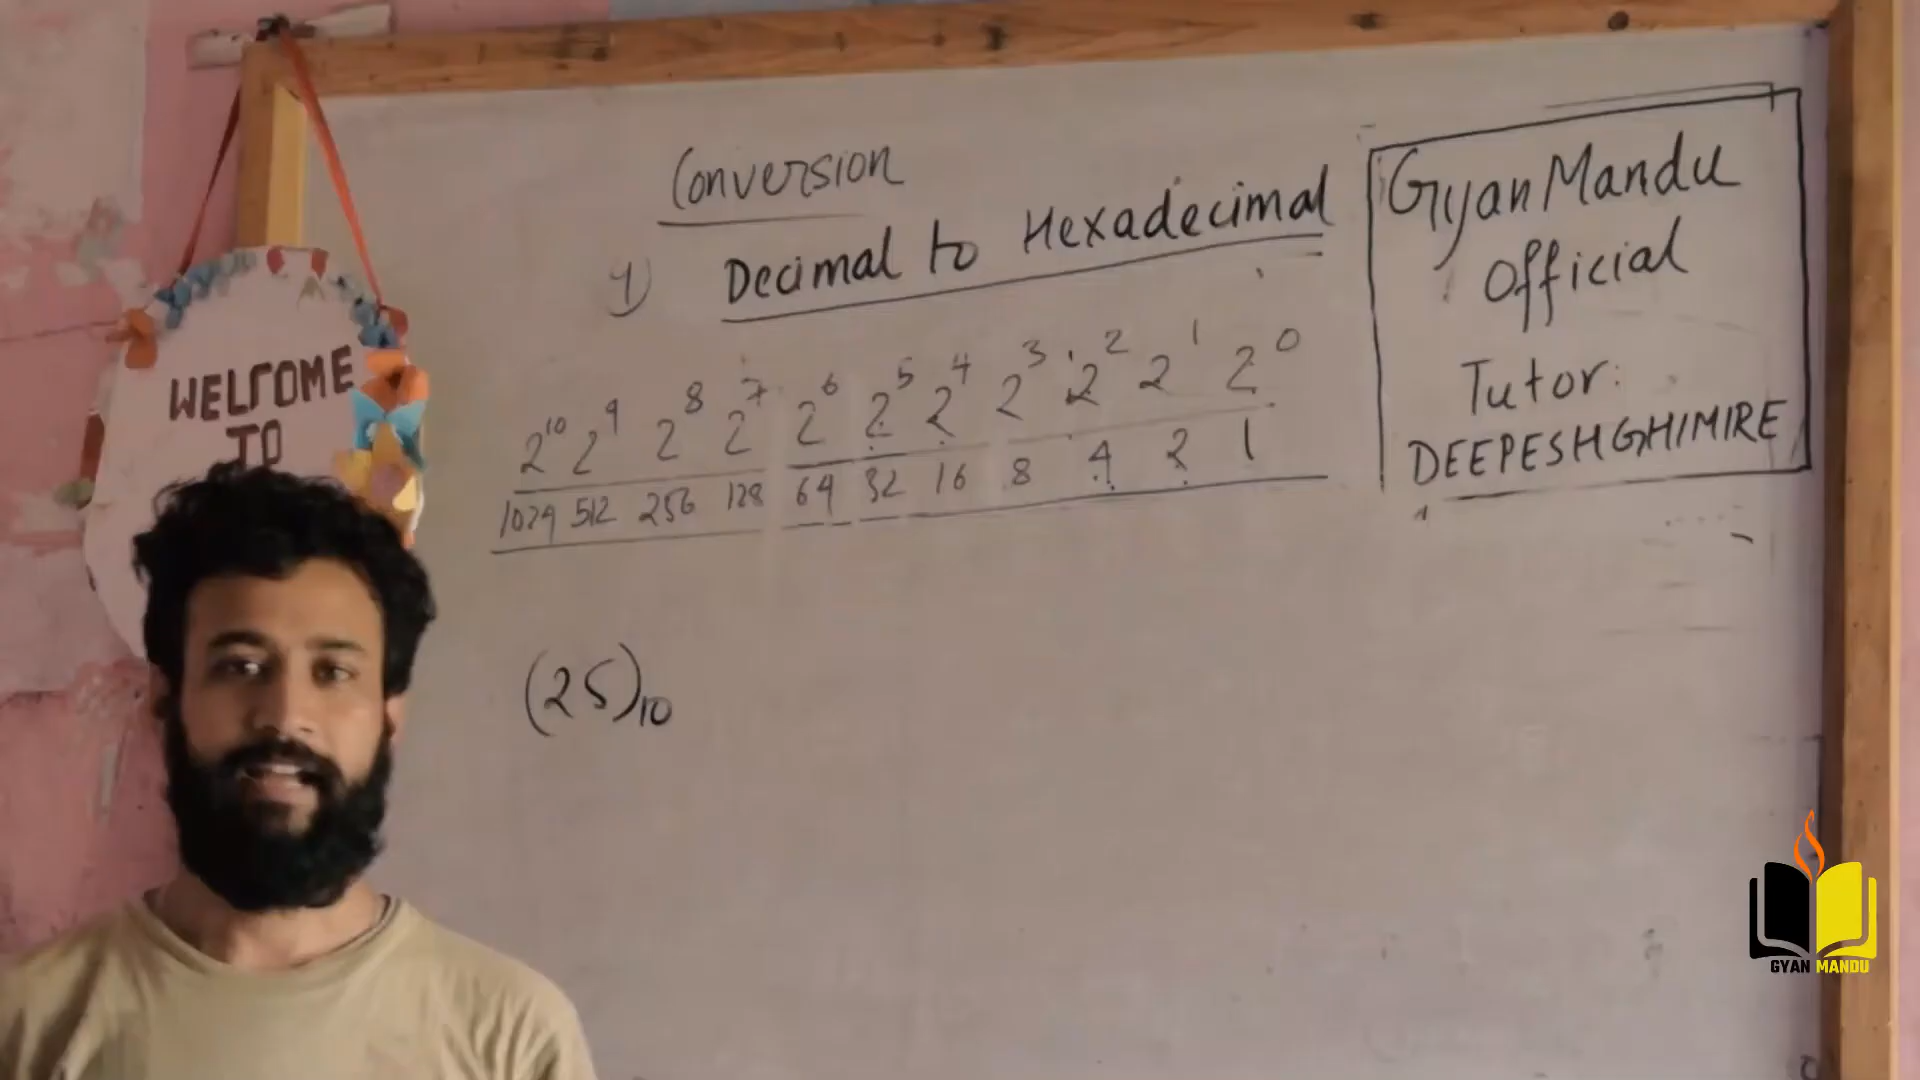 Conversion
1) Decimal to Hexadecimal
2^10 2^9 2^8 2^7 2^6 2^5 2^4 2^3 2^2 2^1 2^0
1024 512 256 128 64 32 16 8 4 2 1
(25)10
GyanMandu
Official
Tutor:
DEEPESHGHIMIRE
WELCOME
TO
GYAN MANDU